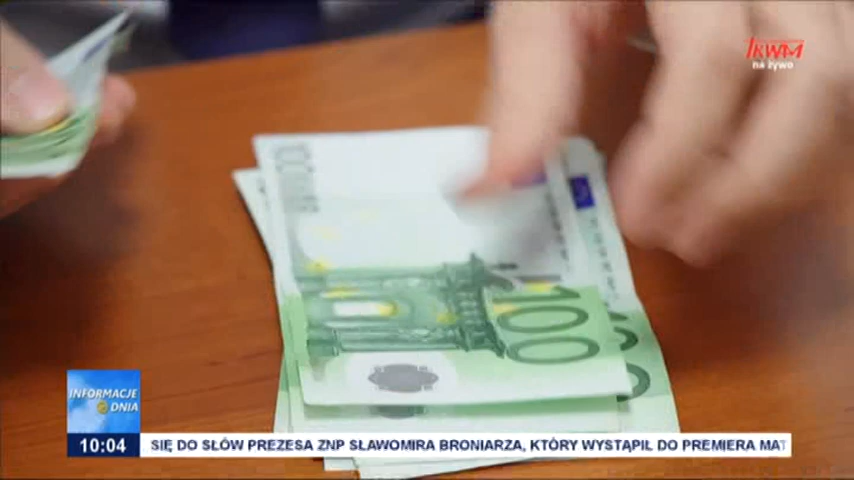 TRWAM
na żywo
100
INFORMACJE
DNIA
10:04
SIĘ DO SŁÓW PREZESA ZNP SŁAWOMIRA BRONIARZA, KTÓRY WYSTĄPIŁ DO PREMIERA MAT